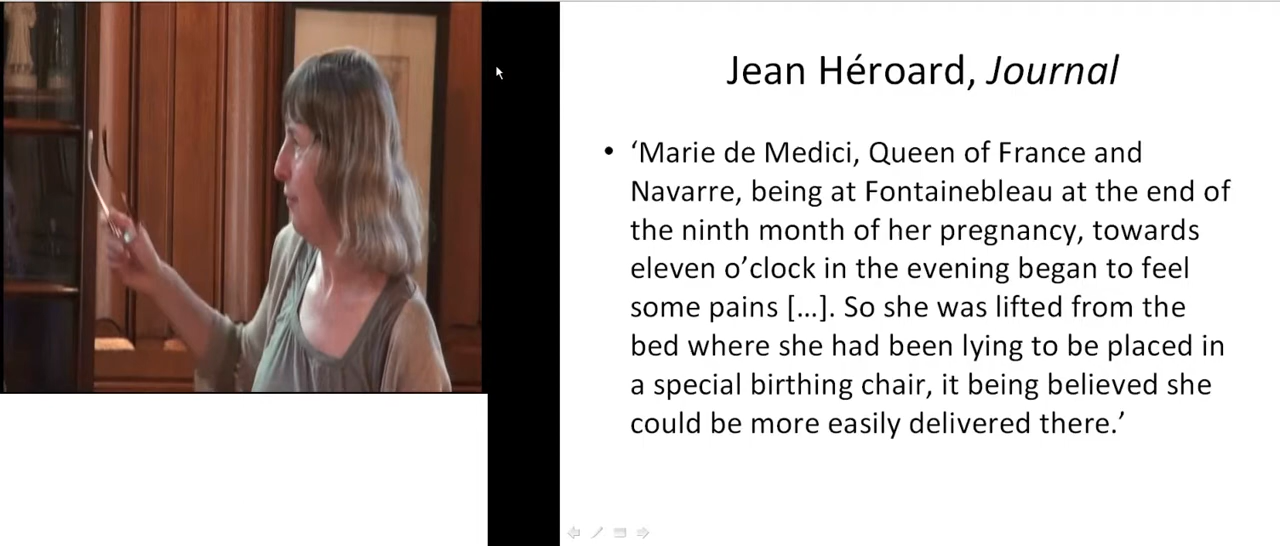 Jean Héroard, Journal
• ‘Marie de Medici, Queen of France and
Navarre, being at Fontainebleau at the end of
the ninth month of her pregnancy, towards
eleven o’clock in the evening began to feel
some pains […]. So she was lifted from the
bed where she had been lying to be placed in
a special birthing chair, it being believed she
could be more easily delivered there.’